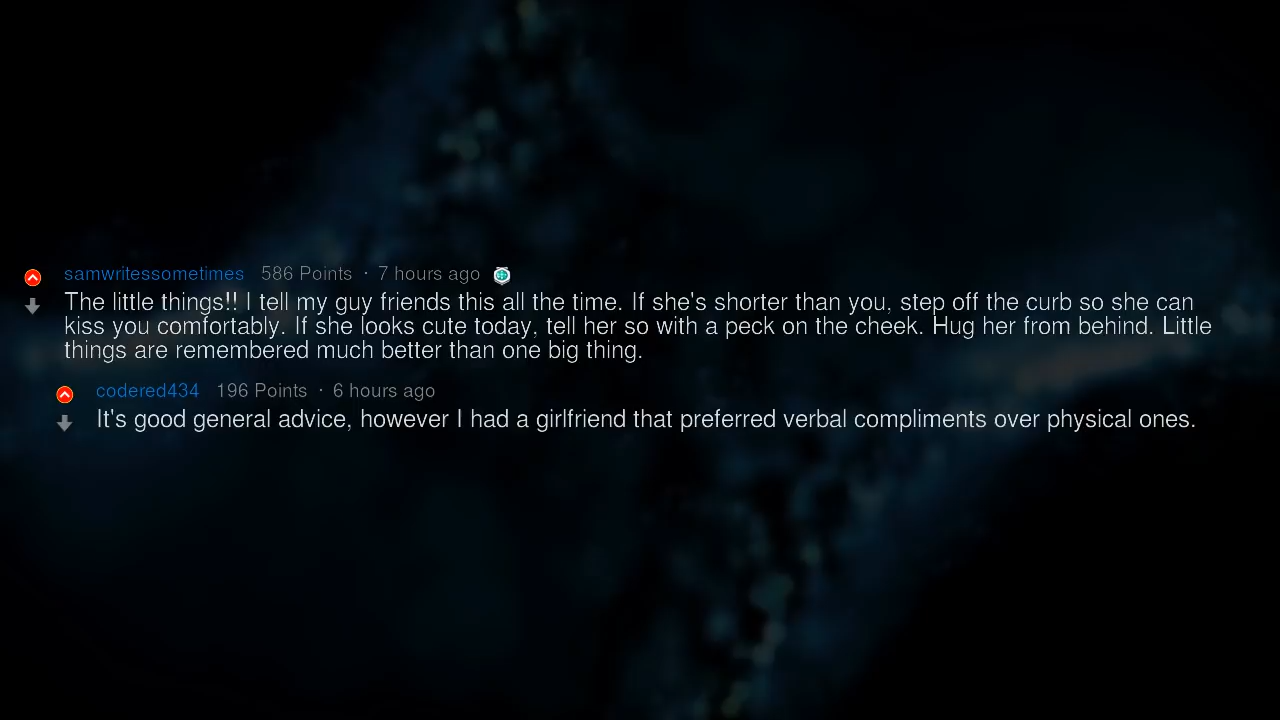 samwritessometimes 586 Points · 7 hours ago
The little things!! I tell my guy friends this all the time. If she's shorter than you, step off the curb so she can
kiss you comfortably. If she looks cute today, tell her so with a peck on the cheek. Hug her from behind. Little
things are remembered much better than one big thing.
codered434 196 Points · 6 hours ago
It's good general advice, however I had a girlfriend that preferred verbal compliments over physical ones.